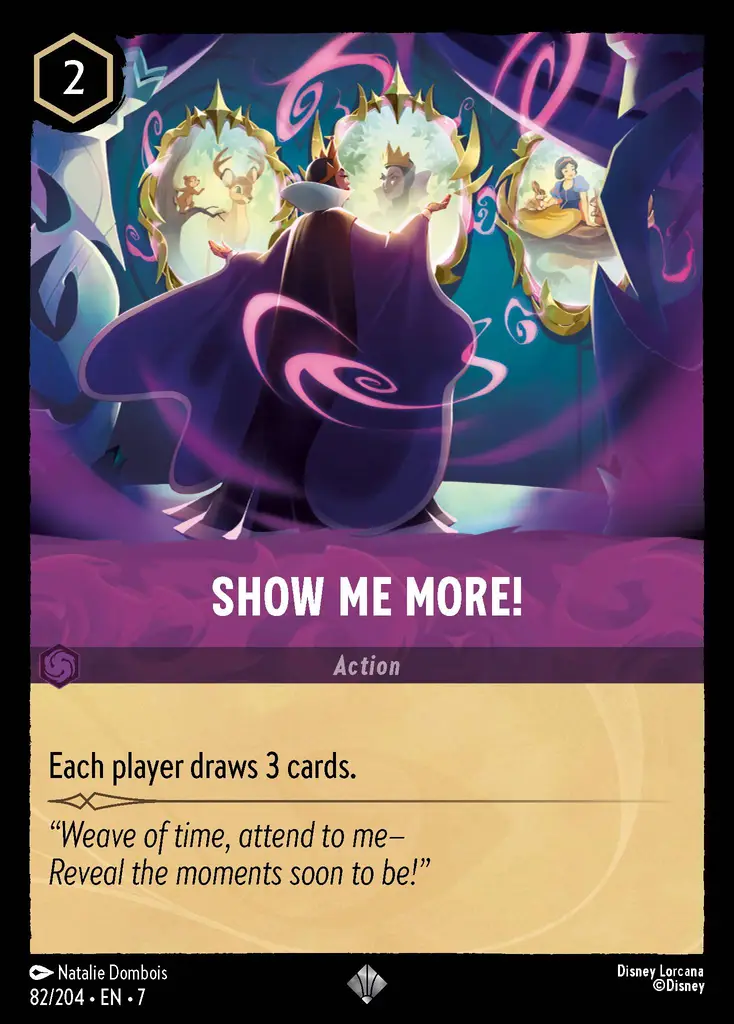 2
SHOW ME MORE!
Action
Each player draws 3 cards.
“Weave of time, attend to me–
Reveal the moments soon to be!”
Natalie Dombois
82/204 • EN • 7
Disney Lorcana
©Disney